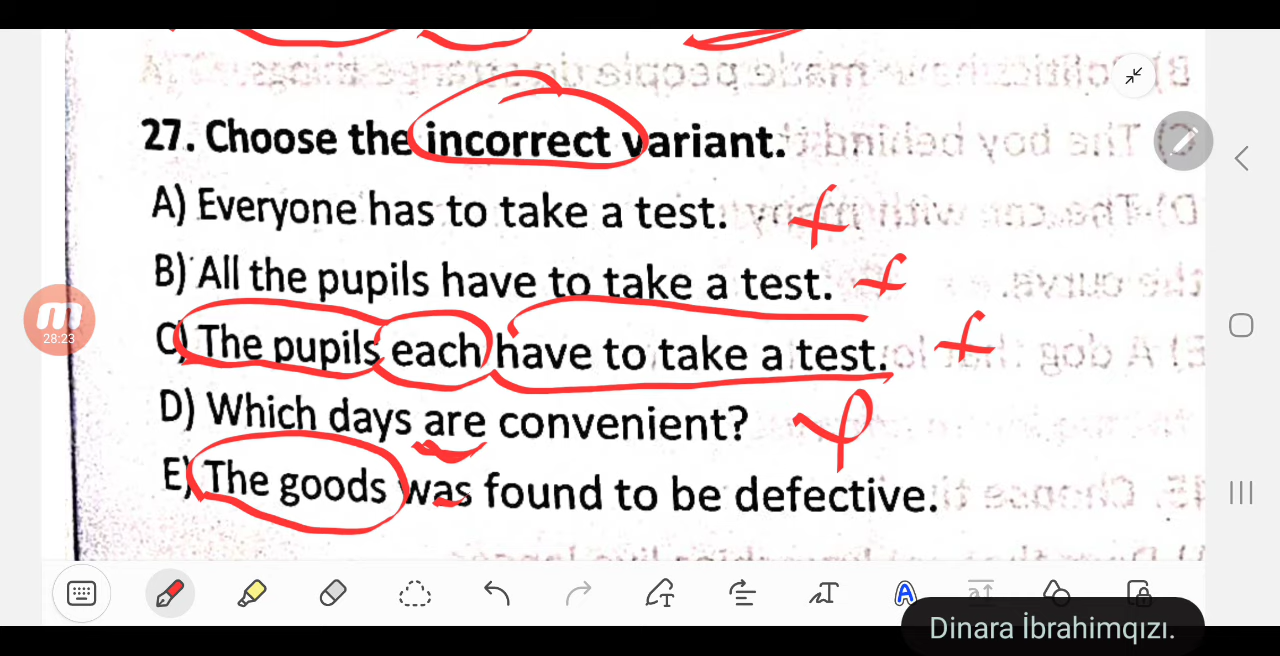 27. Choose the incorrect variant.
A) Everyone has to take a test.
B) All the pupils have to take a test.
C) The pupils each have to take a test.
D) Which days are convenient?
E) The goods was found to be defective.
28:23
Dinara İbrahimqızı.